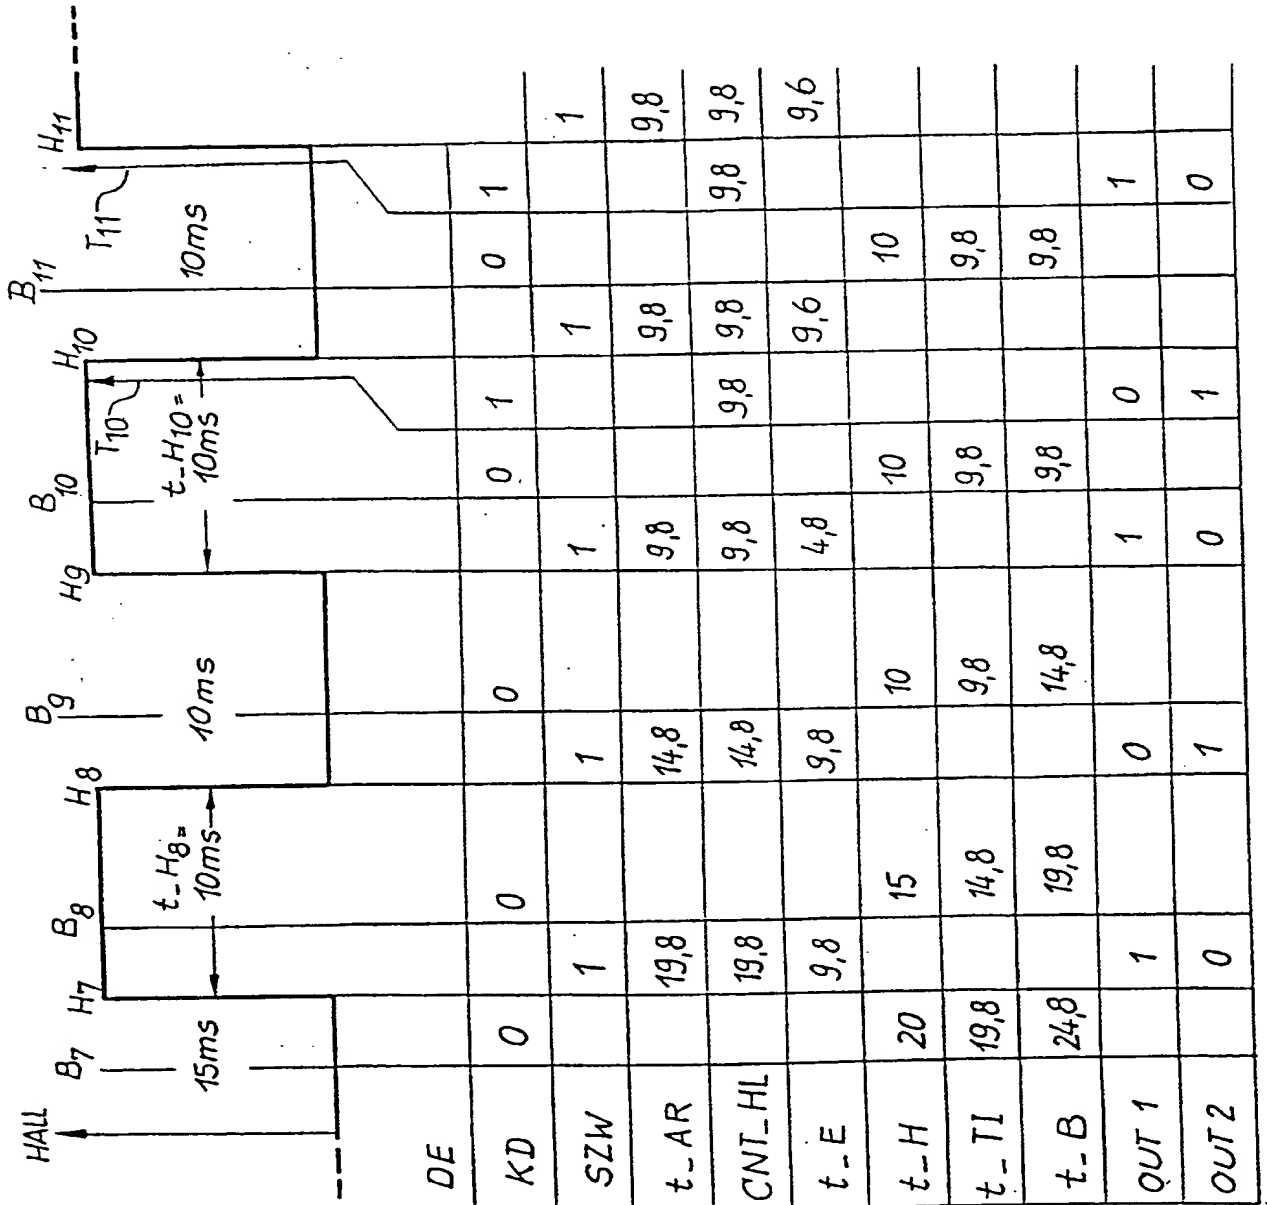 HALL B7 H7 B8 H8 B9 H9 B10 H10 B11 H11
T10 T11
15ms t_H8= 10ms 10ms t_H10= 10ms 10ms
DE
KD 0 0 0 0 1 0 1
SZW 1 1 1 1 1
t_AR 19,8 14,8 9,8 9,8 9,8
CNT_HL 19,8 14,8 9,8 9,8 9,8 9,8 9,8
t_E 9,8 9,8 4,8 9,6 9,6
t_H 20 15 10 10 10
t_TI 19,8 14,8 9,8 9,8 9,8
t_B 24,8 19,8 14,8 9,8 9,8
OUT 1 1 0 1 0 1
OUT 2 0 1 0 1 0